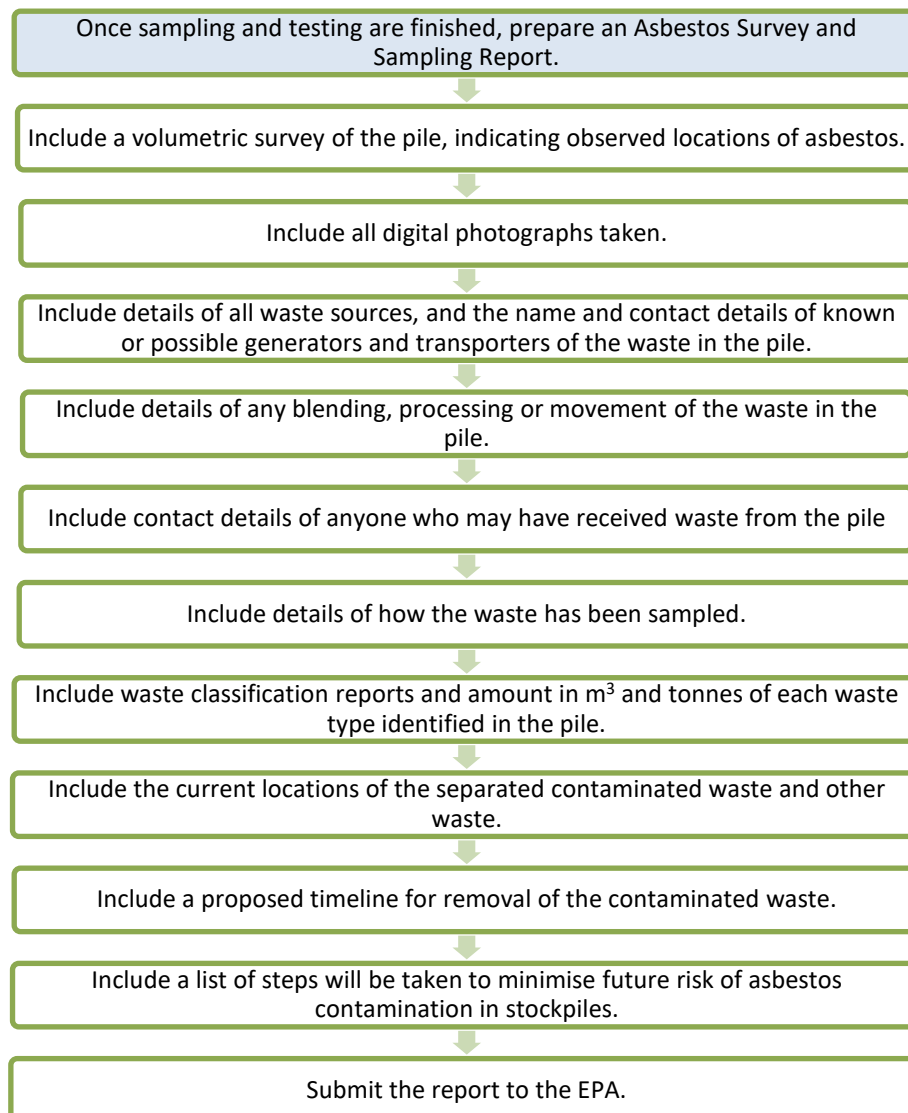 Once sampling and testing are finished, prepare an Asbestos Survey and
Sampling Report.
Include a volumetric survey of the pile, indicating observed locations of asbestos.
Include all digital photographs taken.
Include details of all waste sources, and the name and contact details of known
or possible generators and transporters of the waste in the pile.
Include details of any blending, processing or movement of the waste in the
pile.
Include contact details of anyone who may have received waste from the pile
Include details of how the waste has been sampled.
Include waste classification reports and amount in m³ and tonnes of each waste
type identified in the pile.
Include the current locations of the separated contaminated waste and other
waste.
Include a proposed timeline for removal of the contaminated waste.
Include a list of steps will be taken to minimise future risk of asbestos
contamination in stockpiles.
Submit the report to the EPA.